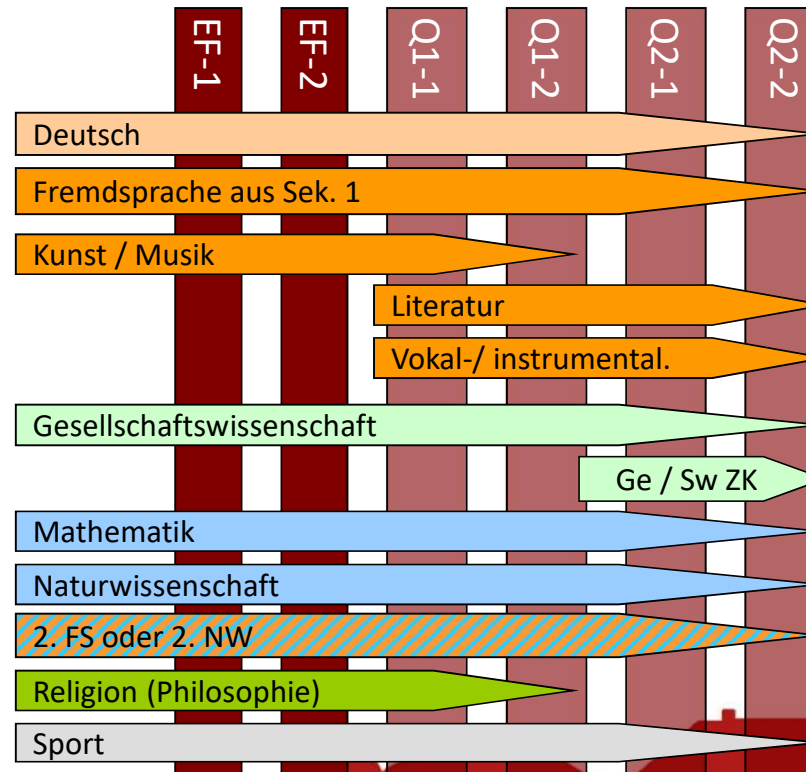 EF-1
EF-2
Q1-1
Q1-2
Q2-1
Q2-2
Deutsch
Fremdsprache aus Sek. 1
Kunst / Musik
Literatur
Vokal-/ instrumental.
Gesellschaftswissenschaft
Ge / Sw ZK
Mathematik
Naturwissenschaft
2. FS oder 2. NW
Religion (Philosophie)
Sport